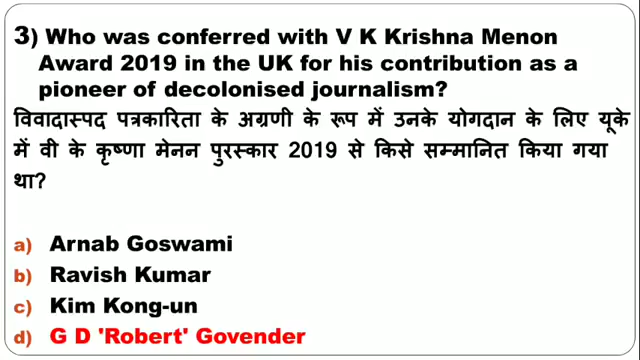 3) Who was conferred with V K Krishna Menon
Award 2019 in the UK for his contribution as a
pioneer of decolonised journalism?
विवादास्पद पत्रकारिता के अग्रणी के रूप में उनके योगदान के लिए यूके
में वी के कृष्णा मेनन पुरस्कार 2019 से किसे सम्मानित किया गया
था?
a) Arnab Goswami
b) Ravish Kumar
c) Kim Kong-un
d) G D 'Robert' Govender